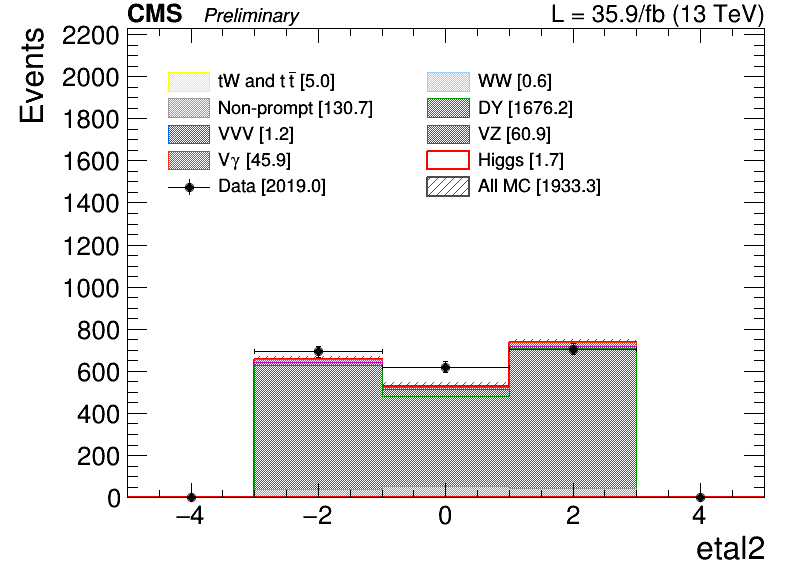 CMS Preliminary L = 35.9/fb (13 TeV)
Events
2200
2000
1800
1600
1400
1200
1000
800
600
400
200
0
tW and t t̅ [5.0] WW [0.6]
Non-prompt [130.7] DY [1676.2]
VVV [1.2] VZ [60.9]
Vγ [45.9] Higgs [1.7]
Data [2019.0] All MC [1933.3]
−4 −2 0 2 4
etal2